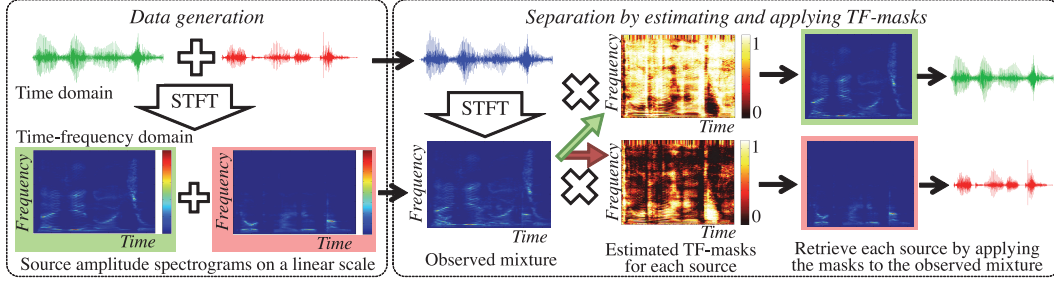 Data generation
Time domain
STFT
Time-frequency domain
Frequency
Time
Frequency
Time
Source amplitude spectrograms on a linear scale
Separation by estimating and applying TF-masks
STFT
Frequency
Observed mixture
Frequency
1
0
Time
Frequency
1
0
Time
Estimated TF-masks
for each source
Retrieve each source by applying
the masks to the observed mixture